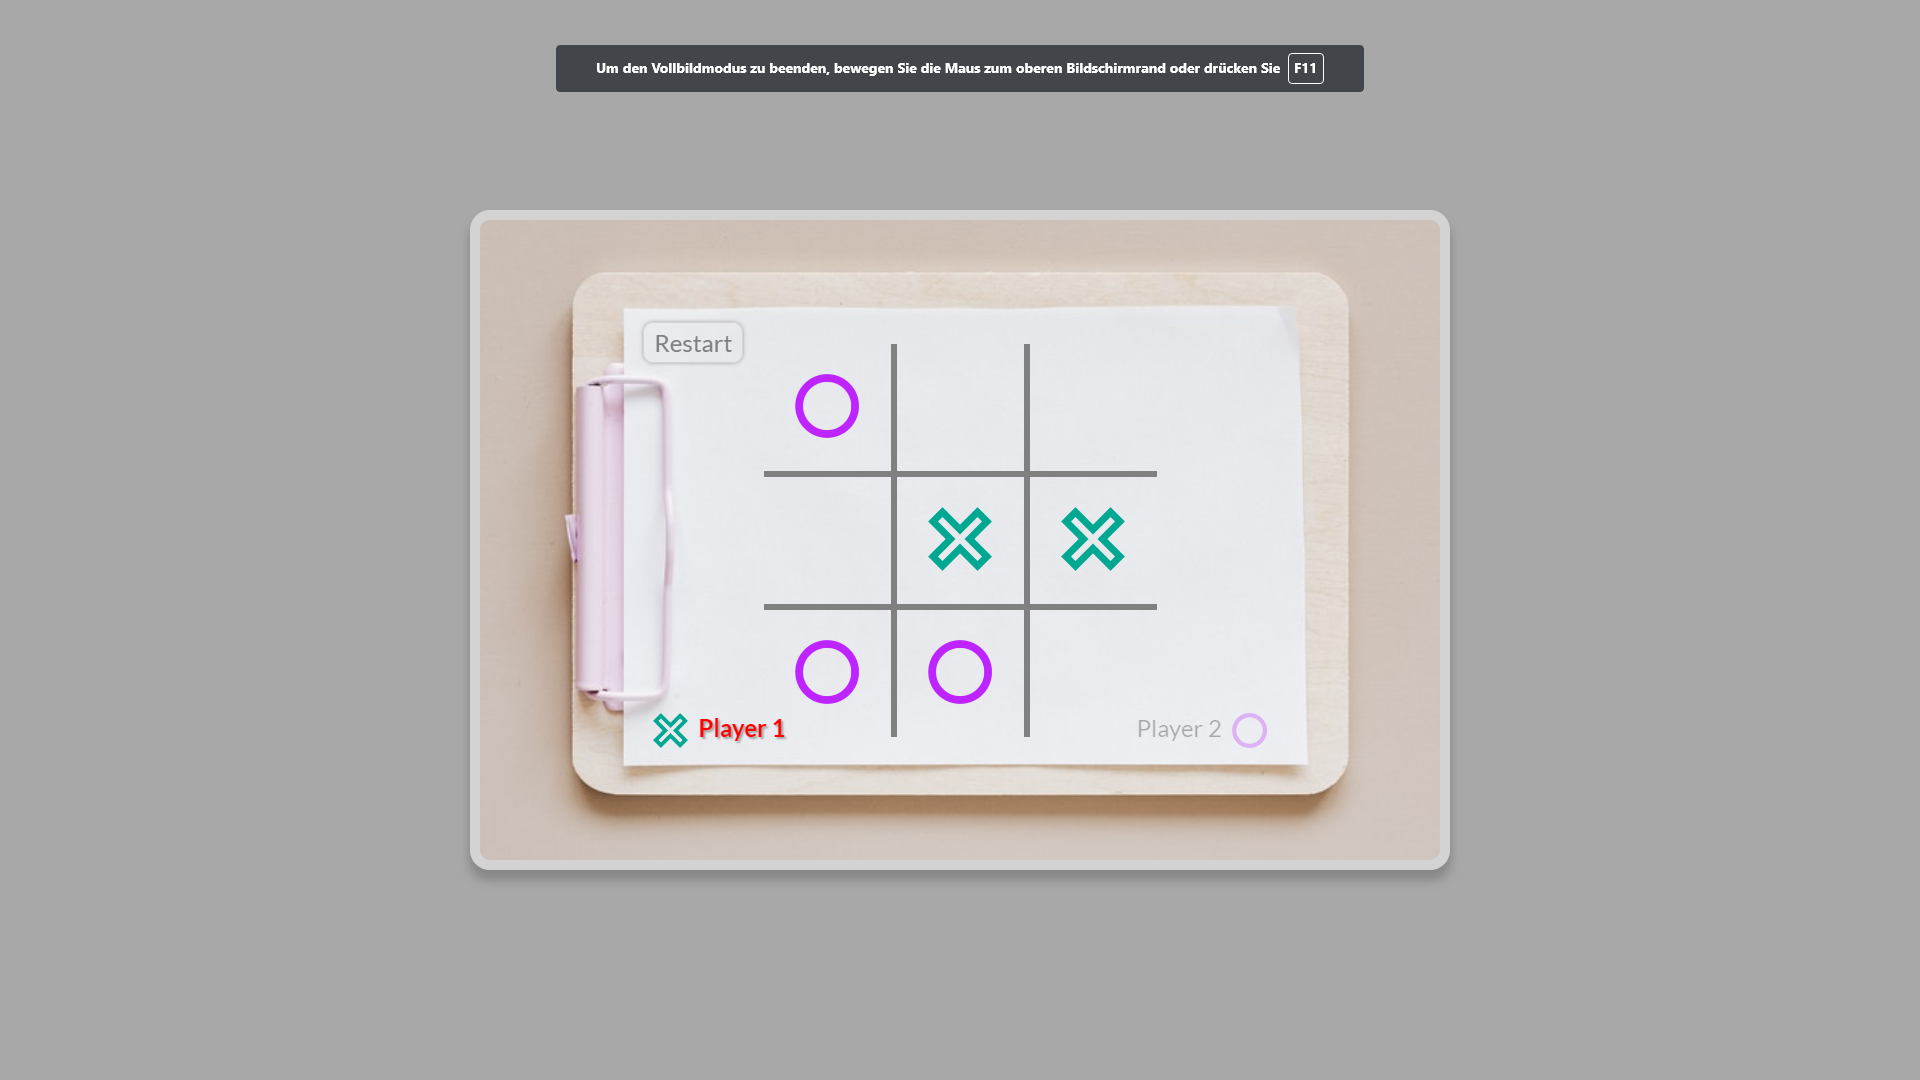 Um den Vollbildmodus zu beenden, bewegen Sie die Maus zum oberen Bildschirmrand oder drücken Sie F11
Restart
Player 1
Player 2